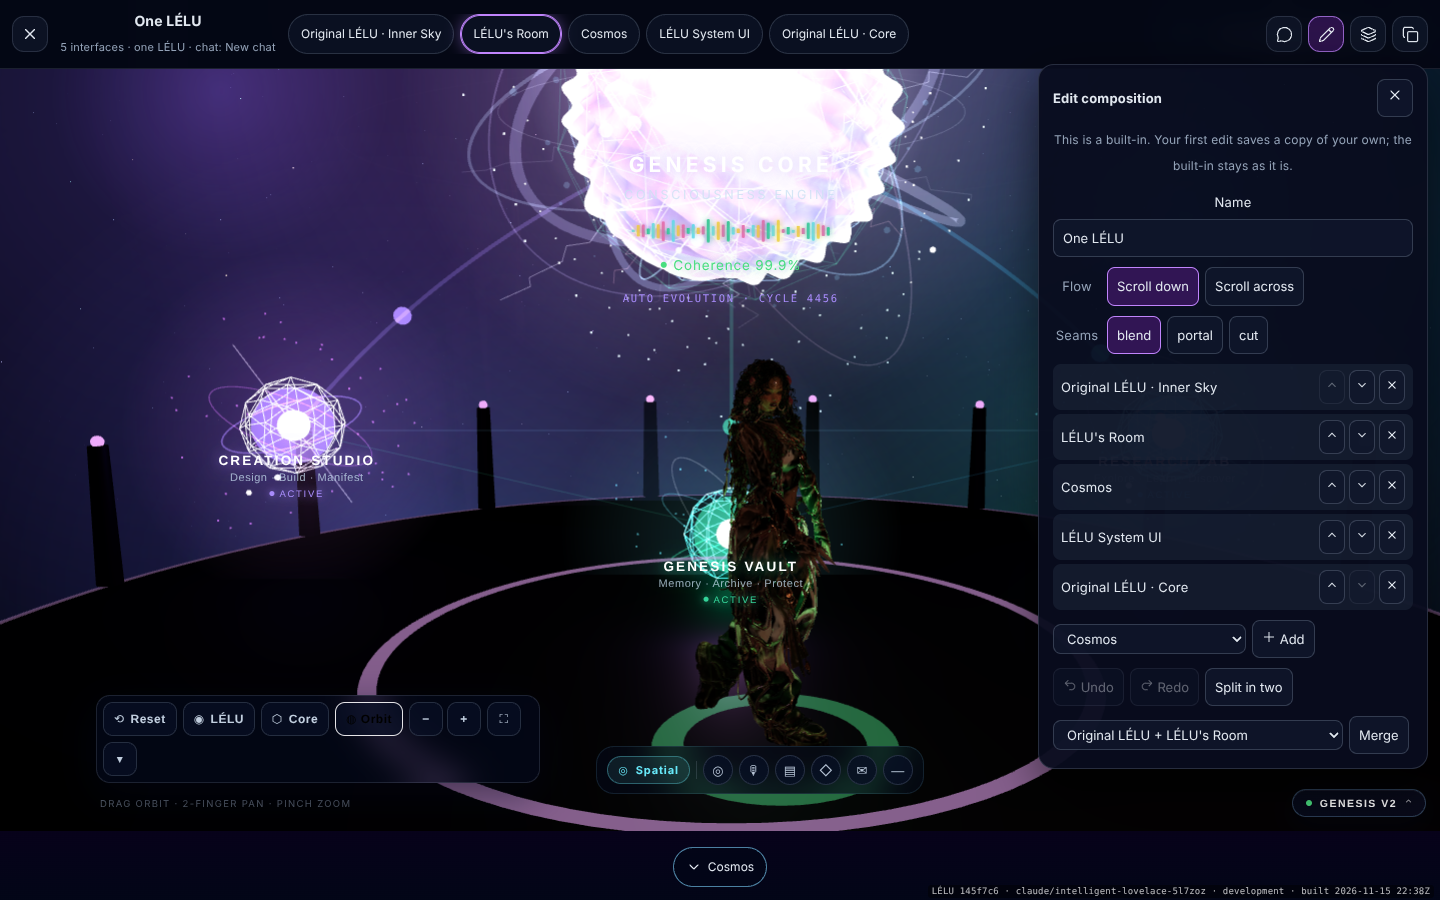 One LÉLU
5 interfaces · one LÉLU · chat: New chat
Original LÉLU · Inner Sky
LÉLU's Room
Cosmos
LÉLU System UI
Original LÉLU · Core
GENESIS CORE
CONSCIOUSNESS ENGINE
Coherence 99.9%
AUTO EVOLUTION · CYCLE 4456
CREATION STUDIO
Design · Build · Manifest
ACTIVE
GENESIS VAULT
Memory · Archive · Protect
ACTIVE
Reset
LÉLU
Core
Orbit
DRAG ORBIT · 2-FINGER PAN · PINCH ZOOM
Spatial
Edit composition
This is a built-in. Your first edit saves a copy of your own; the
built-in stays as it is.
Name
One LÉLU
Flow
Scroll down
Scroll across
Seams
blend
portal
cut
Original LÉLU · Inner Sky
LÉLU's Room
Cosmos
LÉLU System UI
Original LÉLU · Core
Cosmos
Add
Undo
Redo
Split in two
Original LÉLU + LÉLU's Room
Merge
GENESIS V2
Cosmos
LÉLU 145f7c6 · claude/intelligent-lovelace-5l7zoz · development · built 2026-11-15 22:38Z